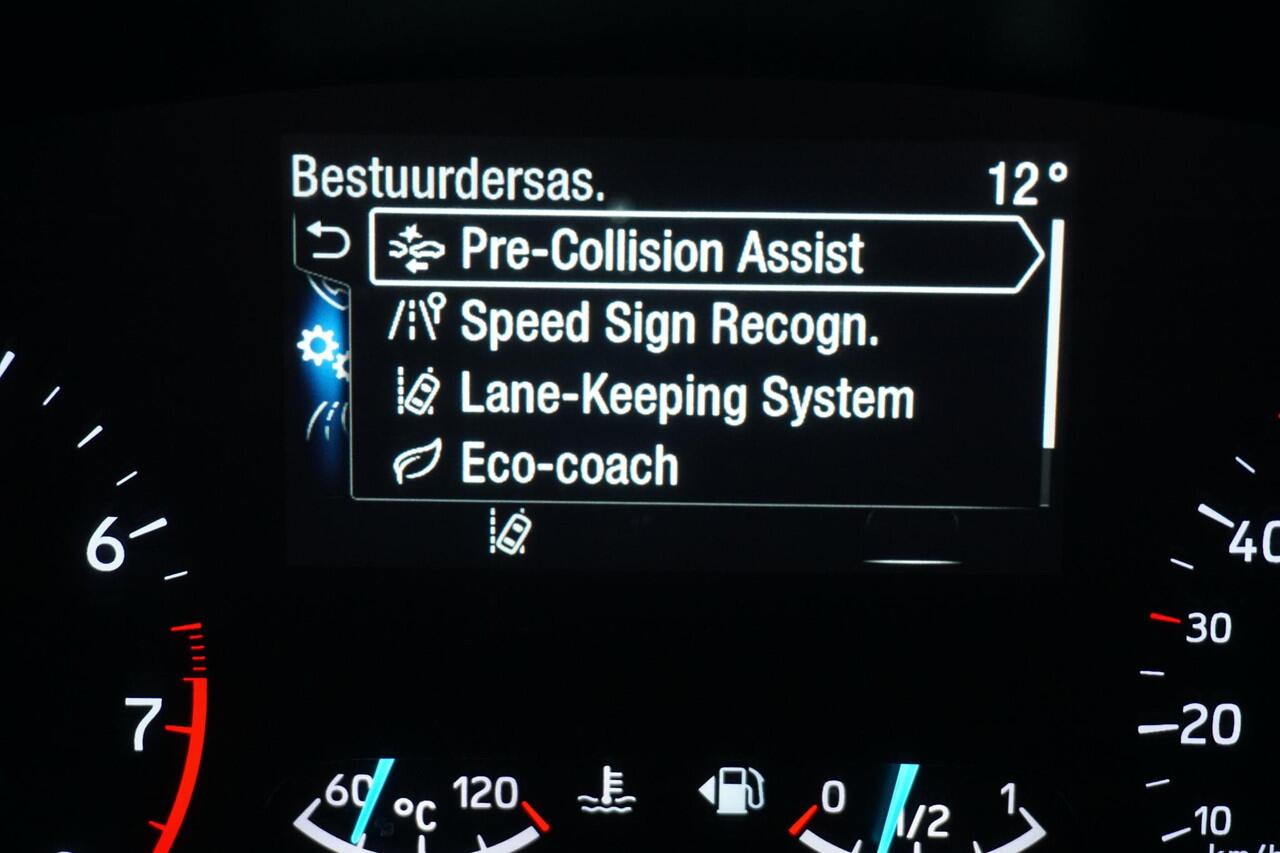 Bestuurdersas. 12°
Pre-Collision Assist
Speed Sign Recogn.
Lane-Keeping System
Eco-coach
6
7
40
30
20
10
60 °C 120
0 1/2 1
km/h